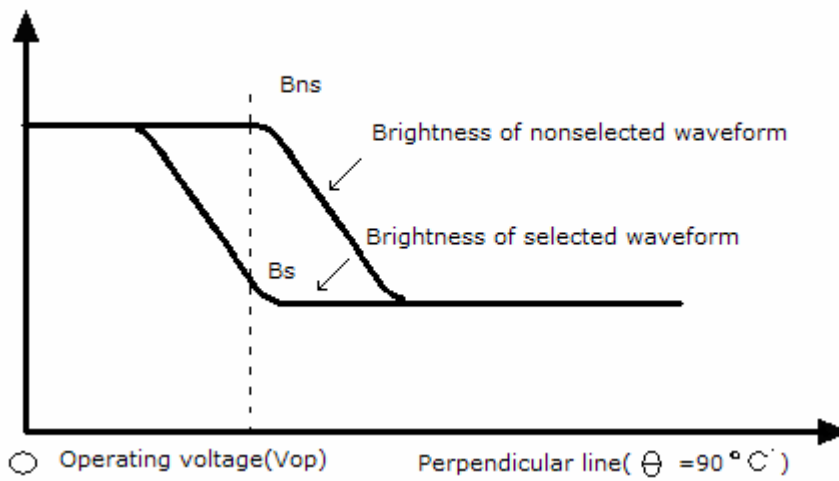 Bns
Brightness of nonselected waveform
Brightness of selected waveform
Bs
Operating voltage(Vop)
Perpendicular line( θ =90°C˙)